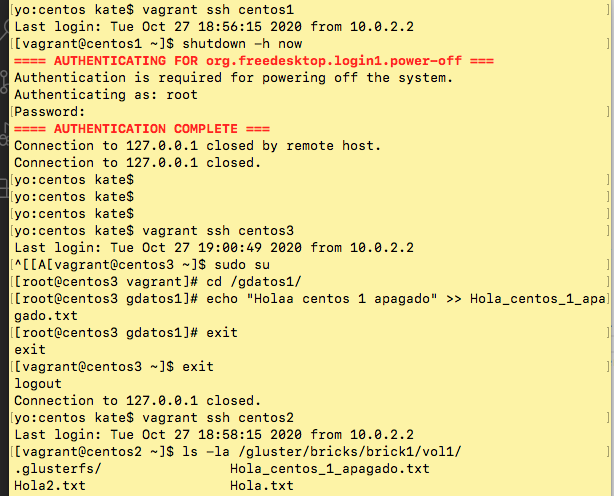 [yo:centos kate$ vagrant ssh centos1 ]
Last login: Tue Oct 27 18:56:15 2020 from 10.0.2.2
[[vagrant@centos1 ~]$ shutdown -h now ]
==== AUTHENTICATING FOR org.freedesktop.login1.power-off ===
Authentication is required for powering off the system.
Authenticating as: root
[Password: ]
==== AUTHENTICATION COMPLETE ===
Connection to 127.0.0.1 closed by remote host.
Connection to 127.0.0.1 closed.
[yo:centos kate$ ]
[yo:centos kate$ ]
[yo:centos kate$ ]
[yo:centos kate$ vagrant ssh centos3 ]
Last login: Tue Oct 27 19:00:49 2020 from 10.0.2.2
[^[[A[vagrant@centos3 ~]$ sudo su ]
[[root@centos3 vagrant]# cd /gdatos1/ ]
[[root@centos3 gdatos1]# echo "Holaa centos 1 apagado" >> Hola_centos_1_apa]
gado.txt
[[root@centos3 gdatos1]# exit ]
exit
[[vagrant@centos3 ~]$ exit ]
logout
Connection to 127.0.0.1 closed.
[yo:centos kate$ vagrant ssh centos2 ]
Last login: Tue Oct 27 18:58:15 2020 from 10.0.2.2
[[vagrant@centos2 ~]$ ls -la /gluster/bricks/brick1/vol1/ ]
.glusterfs/ Hola_centos_1_apagado.txt
Hola2.txt Hola.txt